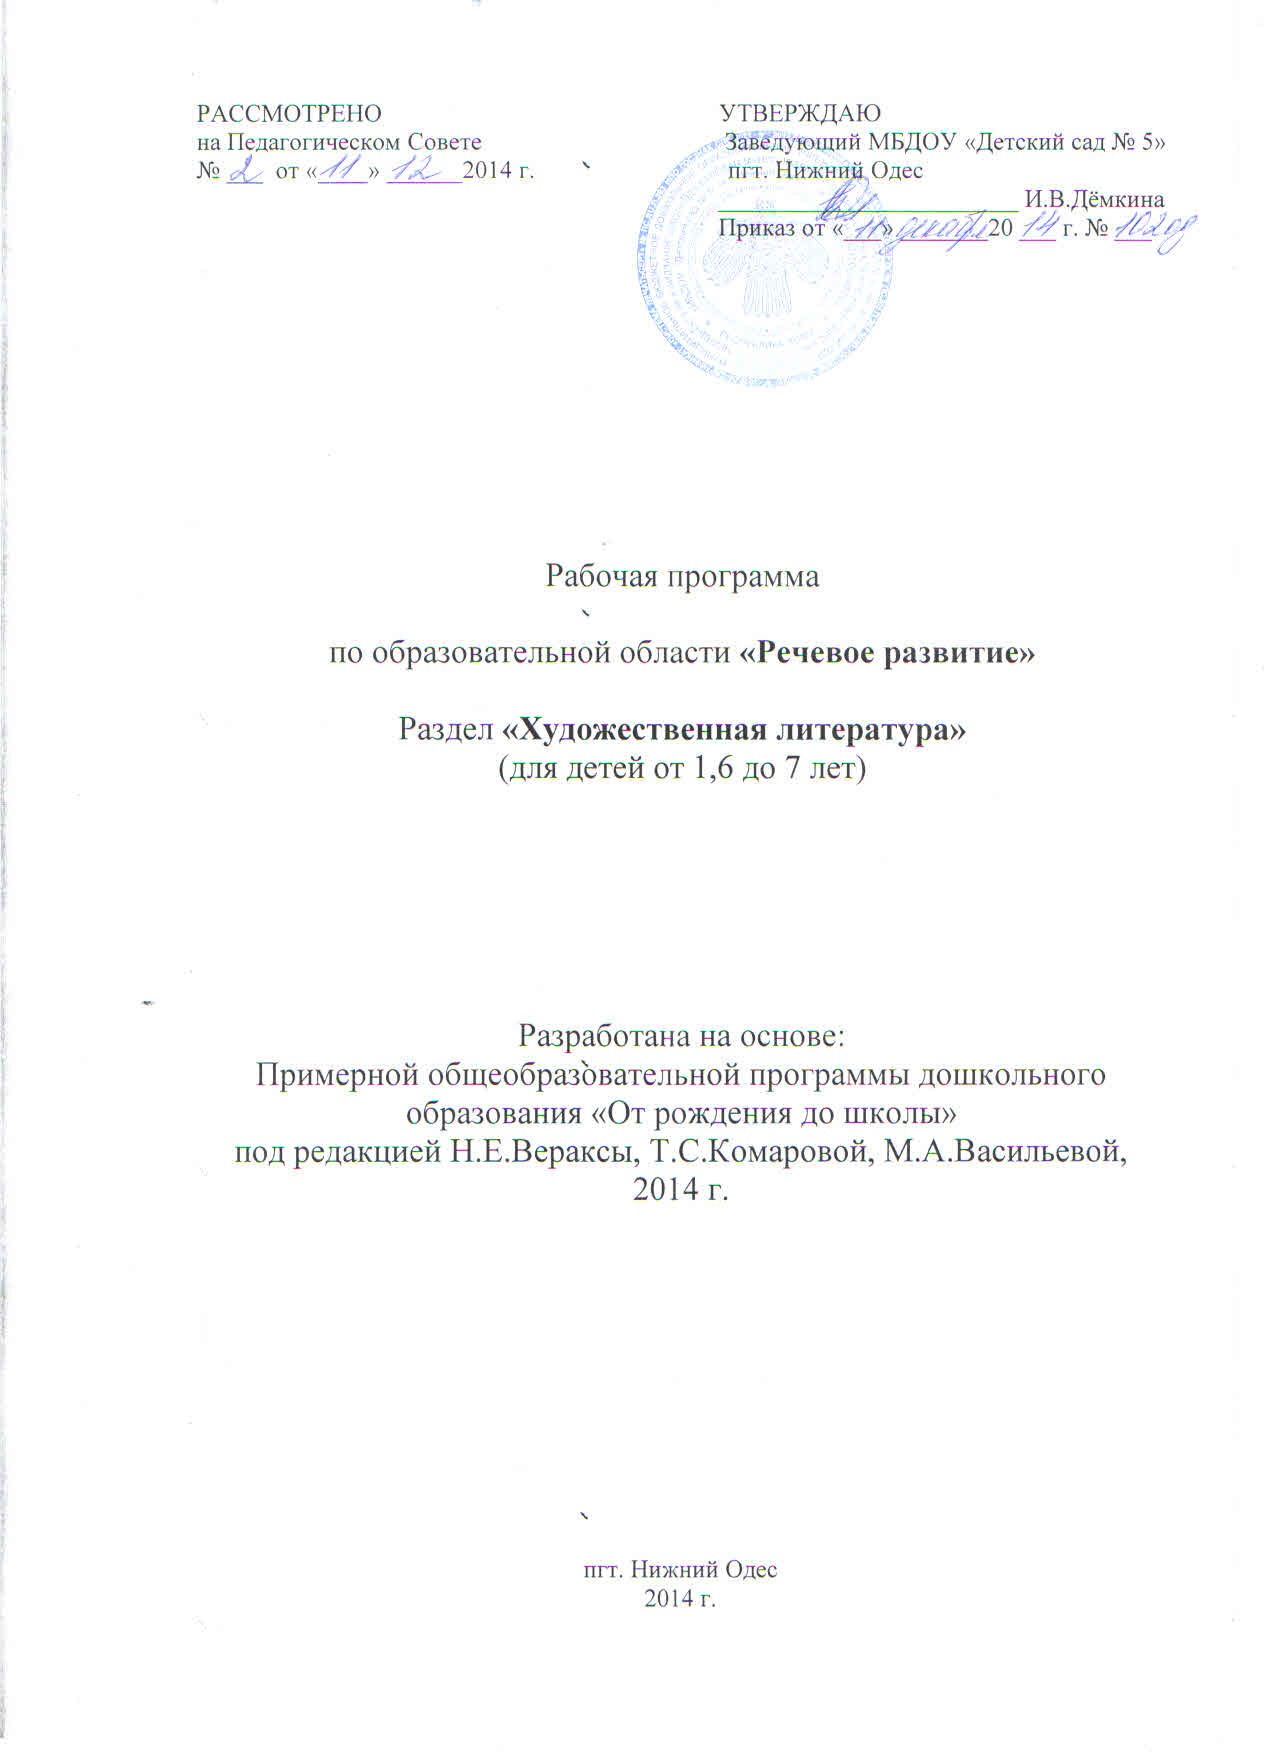 РАССМОТРЕНО
на Педагогическом Совете
№ 2 от «11» 12 2014 г.
УТВЕРЖДАЮ
Заведующий МБДОУ «Детский сад № 5»
пгт. Нижний Одес
И.В.Дёмкина
Приказ от «11» декабря 20 14 г. № 102 од
Рабочая программа
по образовательной области «Речевое развитие»
Раздел «Художественная литература»
(для детей от 1,6 до 7 лет)
Разработана на основе:
Примерной общеобразовательной программы дошкольного
образования «От рождения до школы»
под редакцией Н.Е.Вераксы, Т.С.Комаровой, М.А.Васильевой,
2014 г.
пгт. Нижний Одес
2014 г.